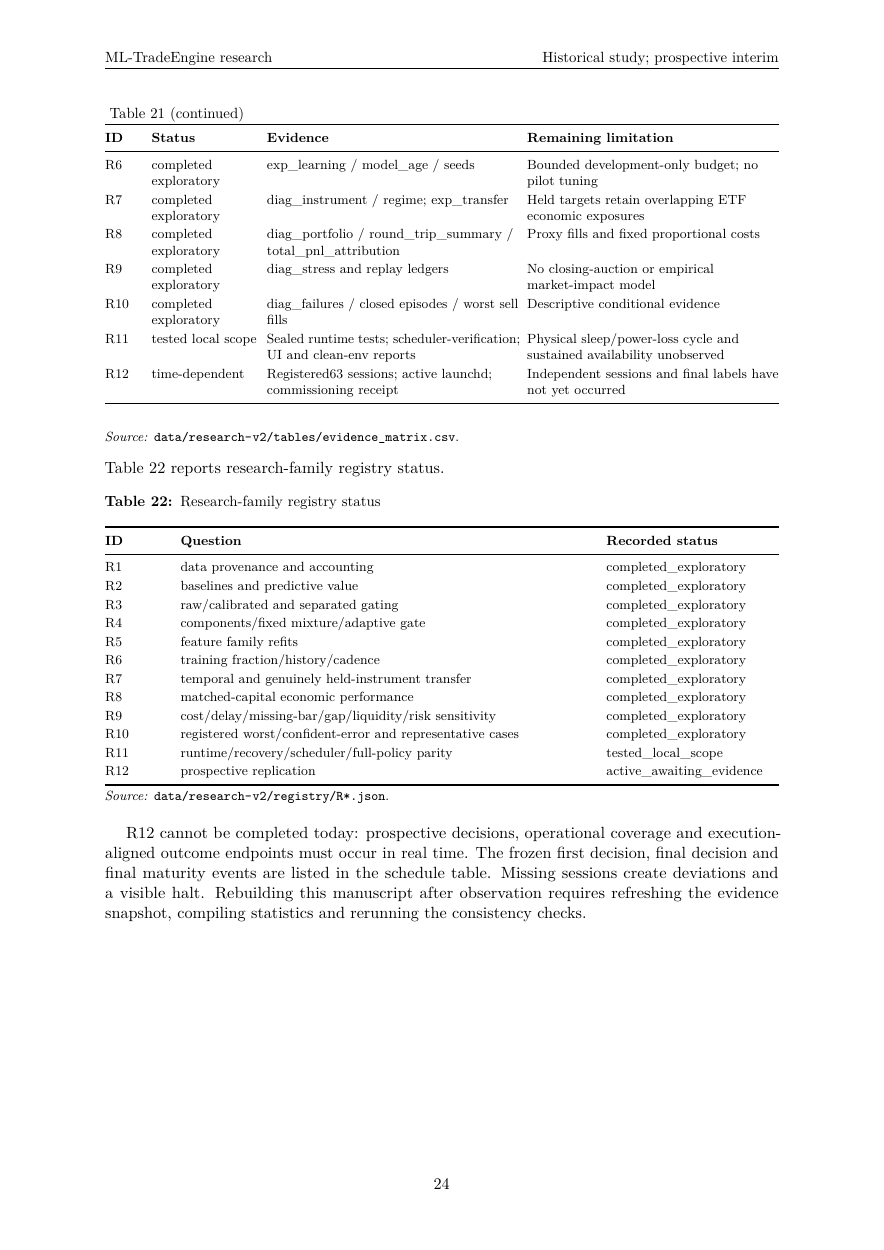 ML-TradeEngine research Historical study; prospective interim
Table 21 (continued)
ID Status Evidence Remaining limitation
R6 completed exp_learning / model_age / seeds Bounded development-only budget; no
exploratory pilot tuning
R7 completed diag_instrument / regime; exp_transfer Held targets retain overlapping ETF
exploratory economic exposures
R8 completed diag_portfolio / round_trip_summary / Proxy fills and fixed proportional costs
exploratory total_pnl_attribution
R9 completed diag_stress and replay ledgers No closing-auction or empirical
exploratory market-impact model
R10 completed diag_failures / closed episodes / worst sell Descriptive conditional evidence
exploratory fills
R11 tested local scope Sealed runtime tests; scheduler-verification; Physical sleep/power-loss cycle and
UI and clean-env reports sustained availability unobserved
R12 time-dependent Registered63 sessions; active launchd; Independent sessions and final labels have
commissioning receipt not yet occurred
Source: data/research-v2/tables/evidence_matrix.csv.
Table 22 reports research-family registry status.
Table 22: Research-family registry status
ID Question Recorded status
R1 data provenance and accounting completed_exploratory
R2 baselines and predictive value completed_exploratory
R3 raw/calibrated and separated gating completed_exploratory
R4 components/fixed mixture/adaptive gate completed_exploratory
R5 feature family refits completed_exploratory
R6 training fraction/history/cadence completed_exploratory
R7 temporal and genuinely held-instrument transfer completed_exploratory
R8 matched-capital economic performance completed_exploratory
R9 cost/delay/missing-bar/gap/liquidity/risk sensitivity completed_exploratory
R10 registered worst/confident-error and representative cases completed_exploratory
R11 runtime/recovery/scheduler/full-policy parity tested_local_scope
R12 prospective replication active_awaiting_evidence
Source: data/research-v2/registry/R*.json.
R12 cannot be completed today: prospective decisions, operational coverage and execution-
aligned outcome endpoints must occur in real time. The frozen first decision, final decision and
final maturity events are listed in the schedule table. Missing sessions create deviations and
a visible halt. Rebuilding this manuscript after observation requires refreshing the evidence
snapshot, compiling statistics and rerunning the consistency checks.
24